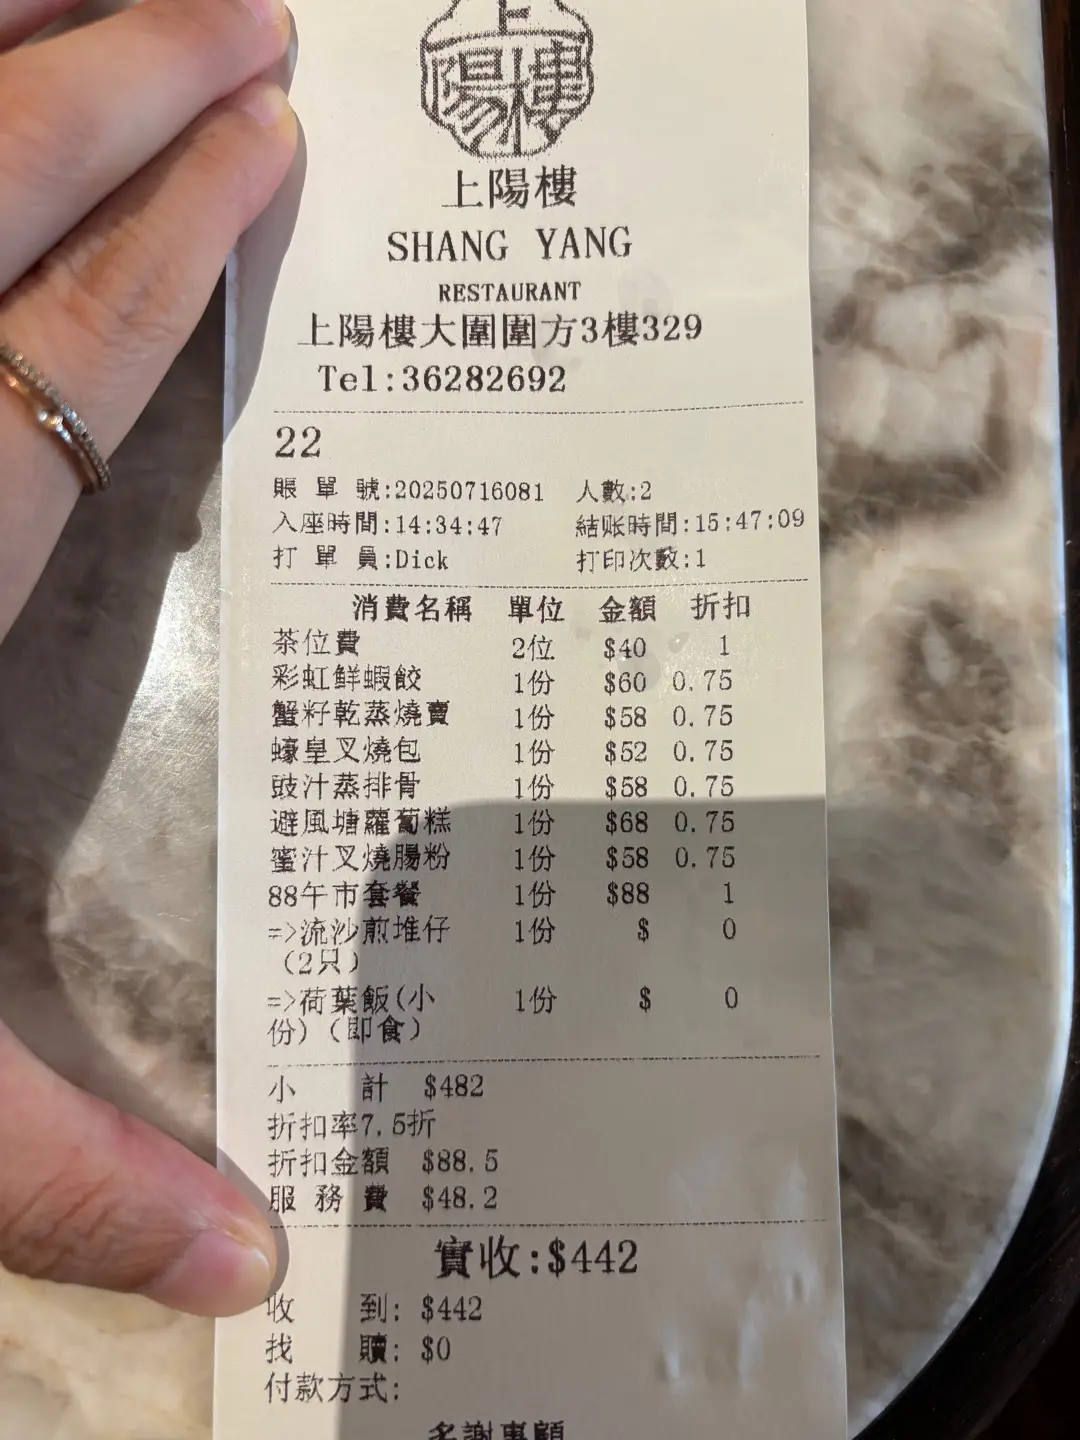 上
陽樓
上陽樓
SHANG YANG
RESTAURANT
上陽樓大圍圍方3樓329
Tel:36282692
22
賬 單 號:20250716081 人數:2
入座時間:14:34:47 結账時間:15:47:09
打 單 員:Dick 打印次數:1
消費名稱 單位 金額 折扣
茶位費 2位 $40 1
彩虹鲜蝦餃 1份 $60 0.75
蟹籽乾蒸燒賣 1份 $58 0.75
蠔皇叉燒包 1份 $52 0.75
豉汁蒸排骨 1份 $58 0.75
避風塘蘿蔔糕 1份 $68 0.75
蜜汁叉燒腸粉 1份 $58 0.75
88午市套餐 1份 $88 1
=>流沙煎堆仔 1份 $ 0
（2只）
=>荷葉飯(小 1份 $ 0
份)（即食）
小 計 $482
折扣率7.5折
折扣金額 $88.5
服 務 費 $48.2
實收:$442
收 到: $442
找 贖: $0
付款方式:
多謝惠顧